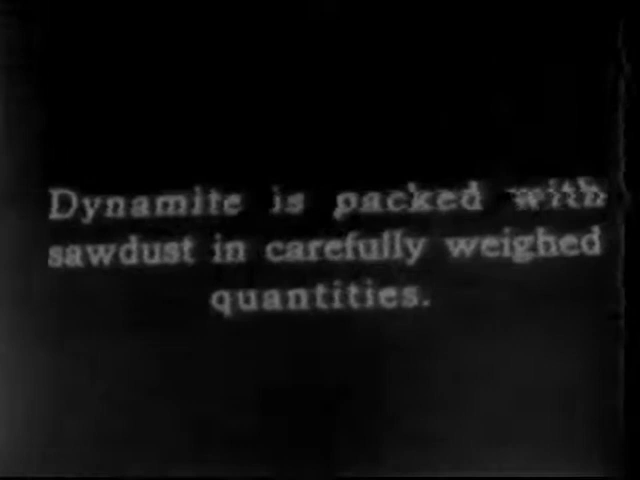 Dynamite is packed with
sawdust in carefully weighed
quantities.